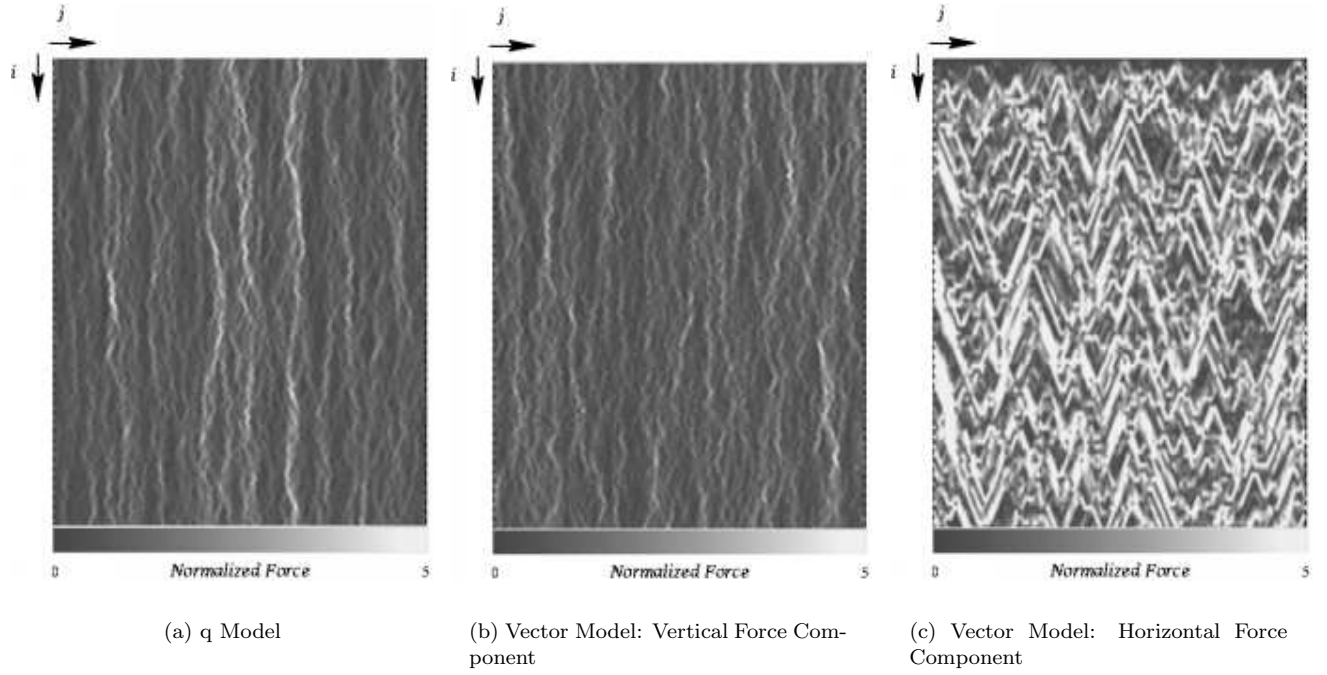 j
i
0 Normalized Force 5
(a) q Model
j
i
0 Normalized Force 5
(b) Vector Model: Vertical Force Com-
ponent
j
i
0 Normalized Force 5
(c) Vector Model: Horizontal Force
Component